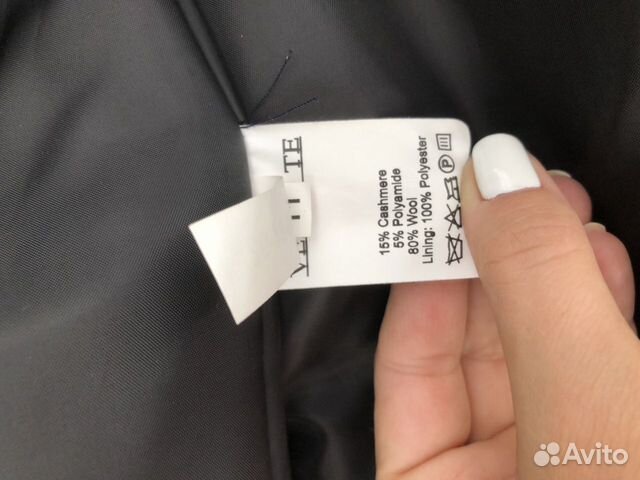 15% Cashmere
5% Polyamide
80% Wool
Lining: 100% Polyester
P
Avito